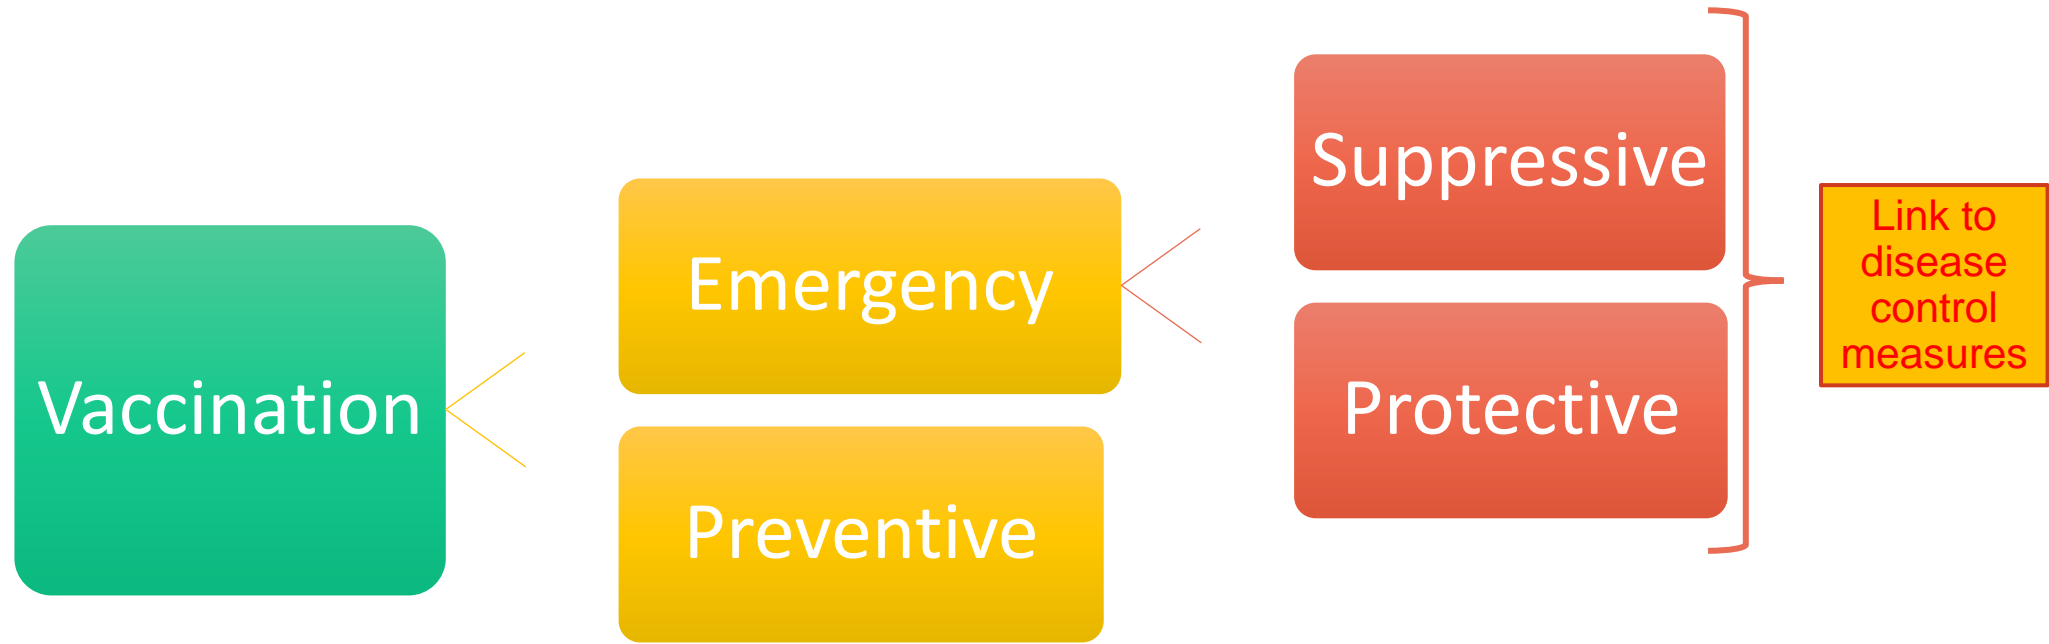 Vaccination
Emergency
Preventive
Suppressive
Protective
Link to
disease
control
measures